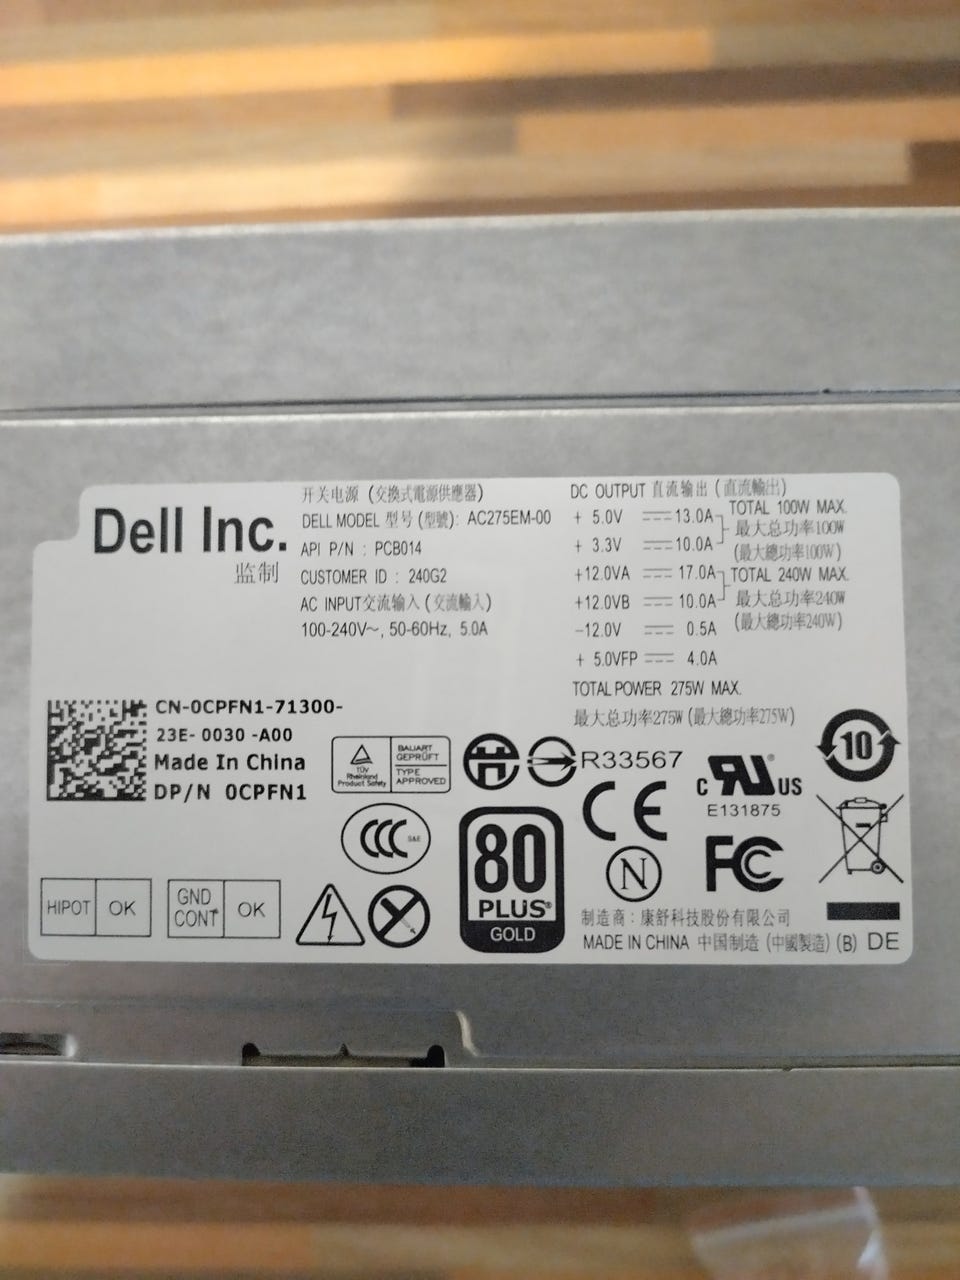 Dell Inc.
监制
开关电源 (交换式電源供應器)
DELL MODEL 型号 (型號): AC275EM-00
API P/N : PCB014
CUSTOMER ID : 240G2
AC INPUT交流输入 (交流輸入)
100-240V~, 50-60Hz, 5.0A
DC OUTPUT 直流输出 (直流輸出)
+ 5.0V 13.0A TOTAL 100W MAX.
最大总功率100W
+ 3.3V 10.0A (最大總功率100W)
+12.0VA 17.0A TOTAL 240W MAX.
+12.0VB 10.0A 最大总功率240W
(最大總功率240W)
-12.0V 0.5A
+ 5.0VFP 4.0A
TOTAL POWER 275W MAX.
最大总功率275W (最大總功率275W)
CN-0CPFN1-71300-
23E- 0030 -A00
Made In China
DP/N 0CPFN1
TÜV
Rheinland
Product Safety
BAUART
GEPRÜFT
TYPE
APPROVED
R33567
C UR® US
E131875
10
CCC S&E
80
PLUS®
GOLD
CE
N
FC
HIPOT OK
GND
CONT OK
制造商 : 康舒科技股份有限公司
MADE IN CHINA 中国制造 (中國製造) (B) DE